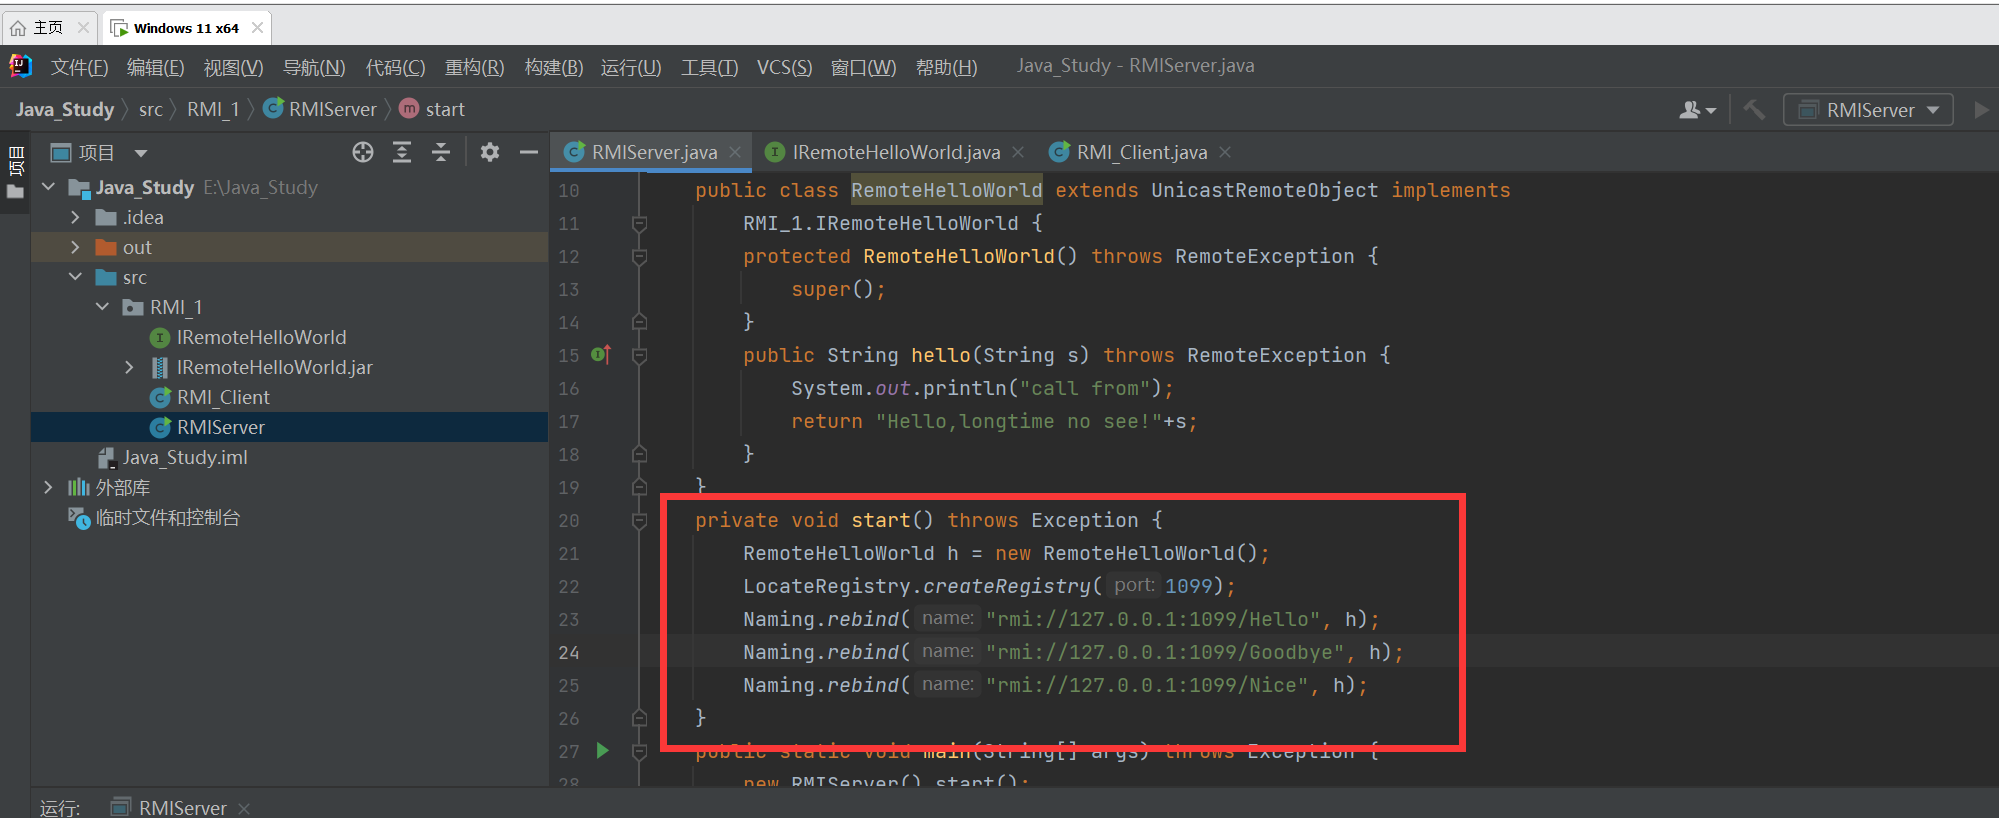 主页
Windows 11 x64
文件(F) 编辑(E) 视图(V) 导航(N) 代码(C) 重构(R) 构建(B) 运行(U) 工具(T) VCS(S) 窗口(W) 帮助(H) Java_Study - RMIServer.java
Java_Study src RMI_1 RMIServer start
RMIServer
项目
项目
Java_Study E:\Java_Study
.idea
out
src
RMI_1
IRemoteHelloWorld
IRemoteHelloWorld.jar
RMI_Client
RMIServer
Java_Study.iml
外部库
临时文件和控制台
RMIServer.java IRemoteHelloWorld.java RMI_Client.java
10 public class RemoteHelloWorld extends UnicastRemoteObject implements
11 RMI_1.IRemoteHelloWorld {
12 protected RemoteHelloWorld() throws RemoteException {
13 super();
14 }
15 public String hello(String s) throws RemoteException {
16 System.out.println("call from");
17 return "Hello,longtime no see!"+s;
18 }
19 }
20 private void start() throws Exception {
21 RemoteHelloWorld h = new RemoteHelloWorld();
22 LocateRegistry.createRegistry( port: 1099);
23 Naming.rebind( name: "rmi://127.0.0.1:1099/Hello", h);
24 Naming.rebind( name: "rmi://127.0.0.1:1099/Goodbye", h);
25 Naming.rebind( name: "rmi://127.0.0.1:1099/Nice", h);
26 }
27 public static void main(String[] args) throws Exception {
28 new RMIServer().start();
运行: RMIServer